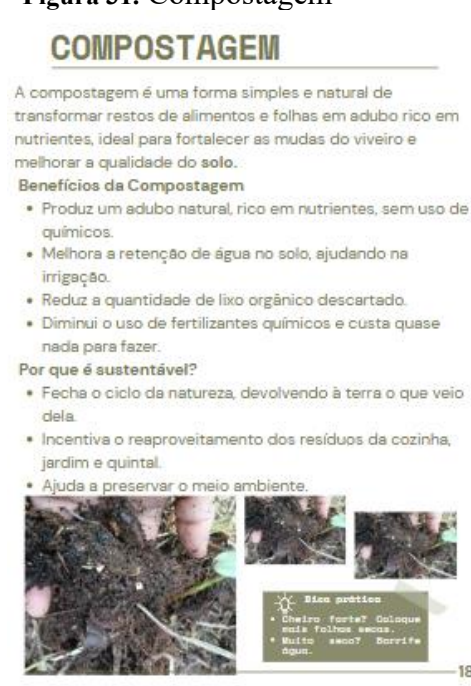 Figura 31: Compostagem
COMPOSTAGEM
A compostagem é uma forma simples e natural de
transformar restos de alimentos e folhas em adubo rico em
nutrientes, ideal para fortalecer as mudas do viveiro e
melhorar a qualidade do solo.
Benefícios da Compostagem
• Produz um adubo natural, rico em nutrientes, sem uso de
químicos.
• Melhora a retenção de água no solo, ajudando na
irrigação.
• Reduz a quantidade de lixo orgânico descartado.
• Diminui o uso de fertilizantes químicos e custa quase
nada para fazer.
Por que é sustentável?
• Fecha o ciclo da natureza, devolvendo à terra o que veio
dela.
• Incentiva o reaproveitamento dos resíduos da cozinha,
jardim e quintal.
• Ajuda a preservar o meio ambiente.
Dica prática
• Cheiro forte? Coloque
mais folhas secas.
• Muito seco? Borrife
água.
18